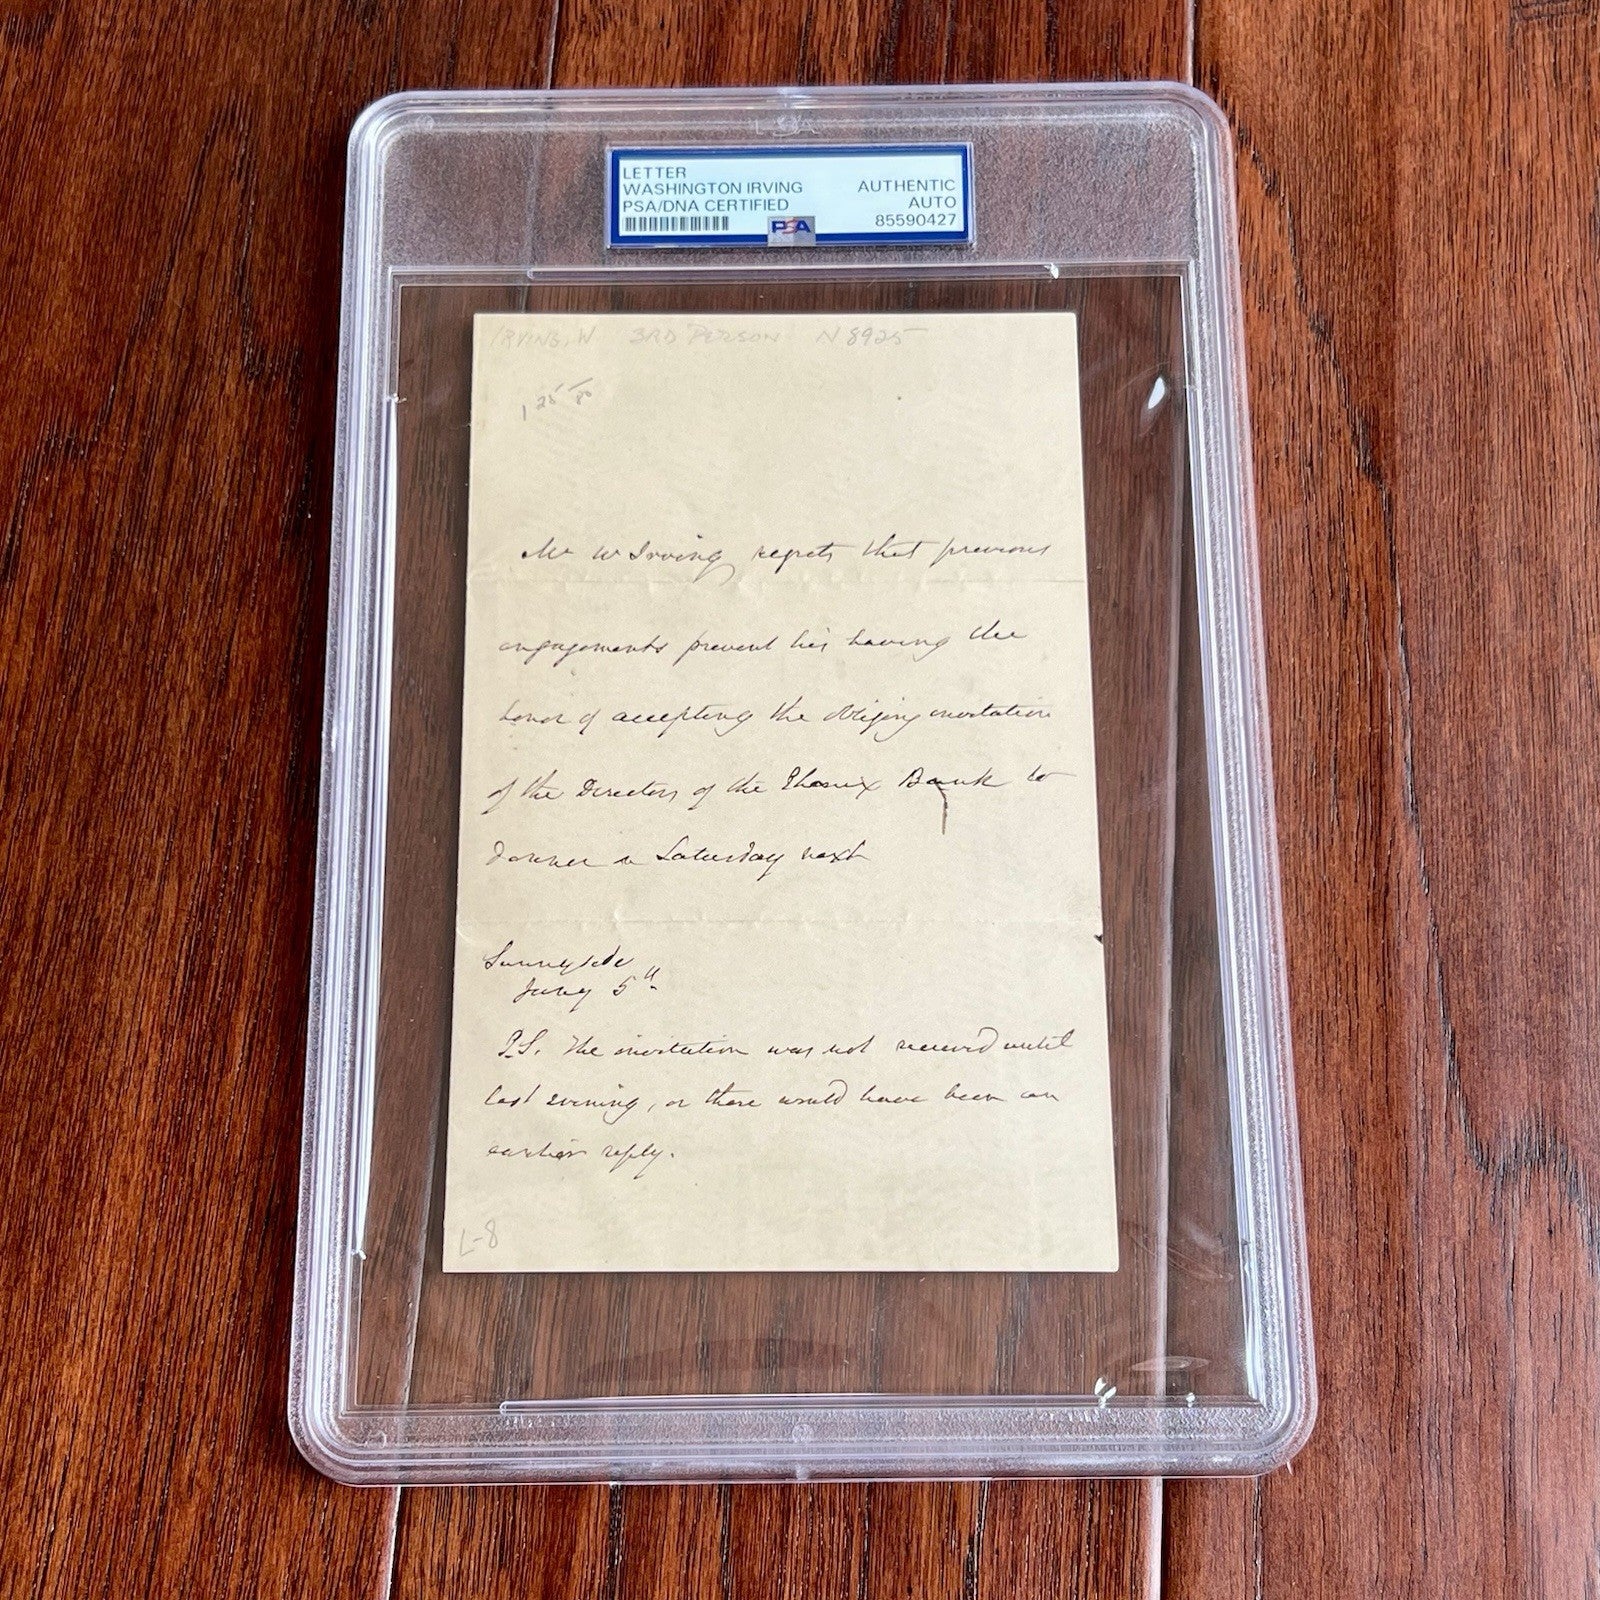 LETTER
WASHINGTON IRVING
PSA/DNA CERTIFIED
AUTHENTIC
AUTO
85590427
PSA
IRVING, W 3RD PERSON N8925
Mr W Irving regrets that previous
engagements prevent his having the
honor of accepting the obliging invitation
of the Directors of the Phoenix Bank to
dinner on Saturday next
Sunnyside
June 5th
P.S. The invitation was not received until
last evening, or there would have been an
earlier reply.
L-8